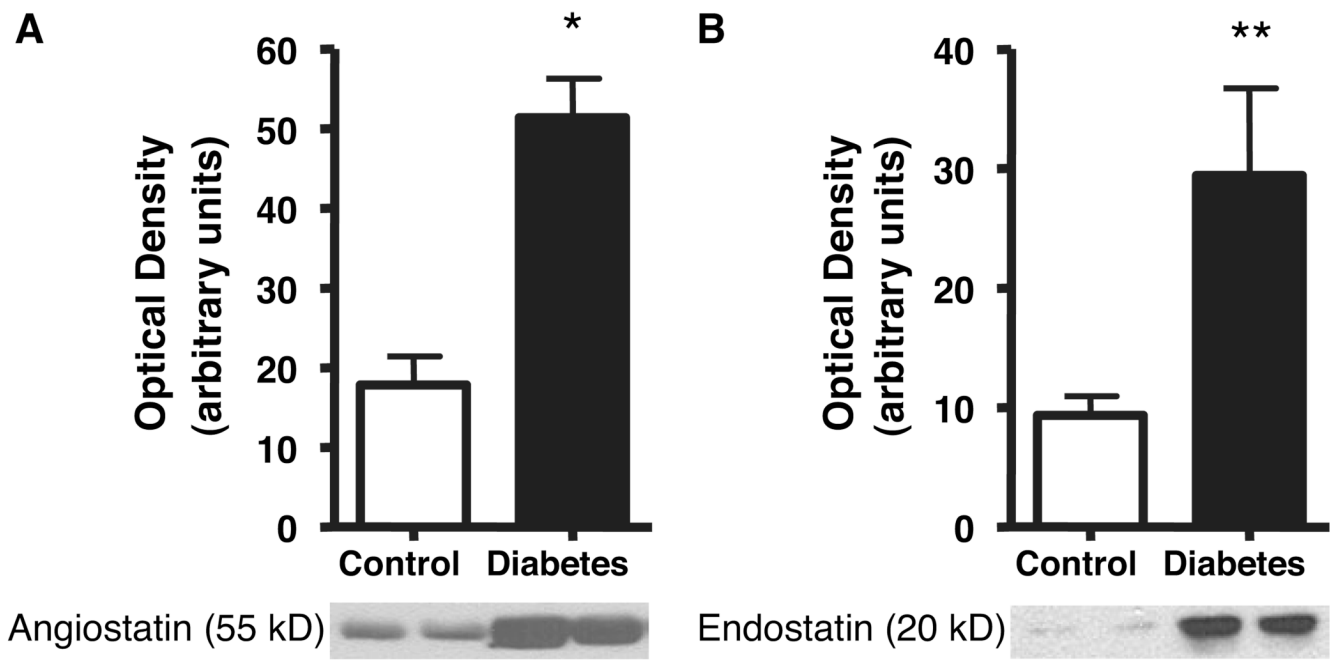 A
*
60
50
40
30
20
10
0
Optical Density
(arbitrary units)
Control Diabetes
Angiostatin (55 kD)
B
**
40
30
20
10
0
Optical Density
(arbitrary units)
Control Diabetes
Endostatin (20 kD)